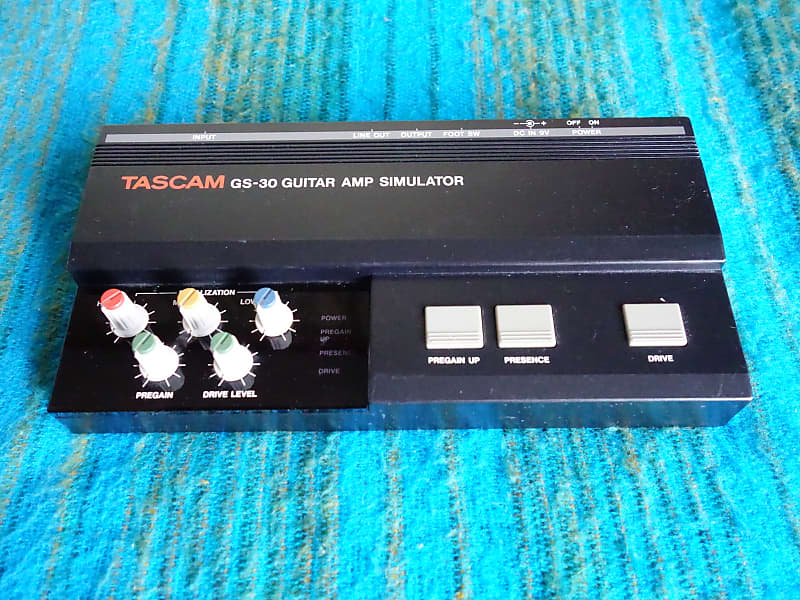 INPUT LINE OUT OUTPUT FOOT SW DC IN 9V OFF ON POWER
TASCAM GS-30 GUITAR AMP SIMULATOR
POWER
PREGAIN UP
PRESENCE
DRIVE
PREGAIN DRIVE LEVEL
PREGAIN UP PRESENCE DRIVE